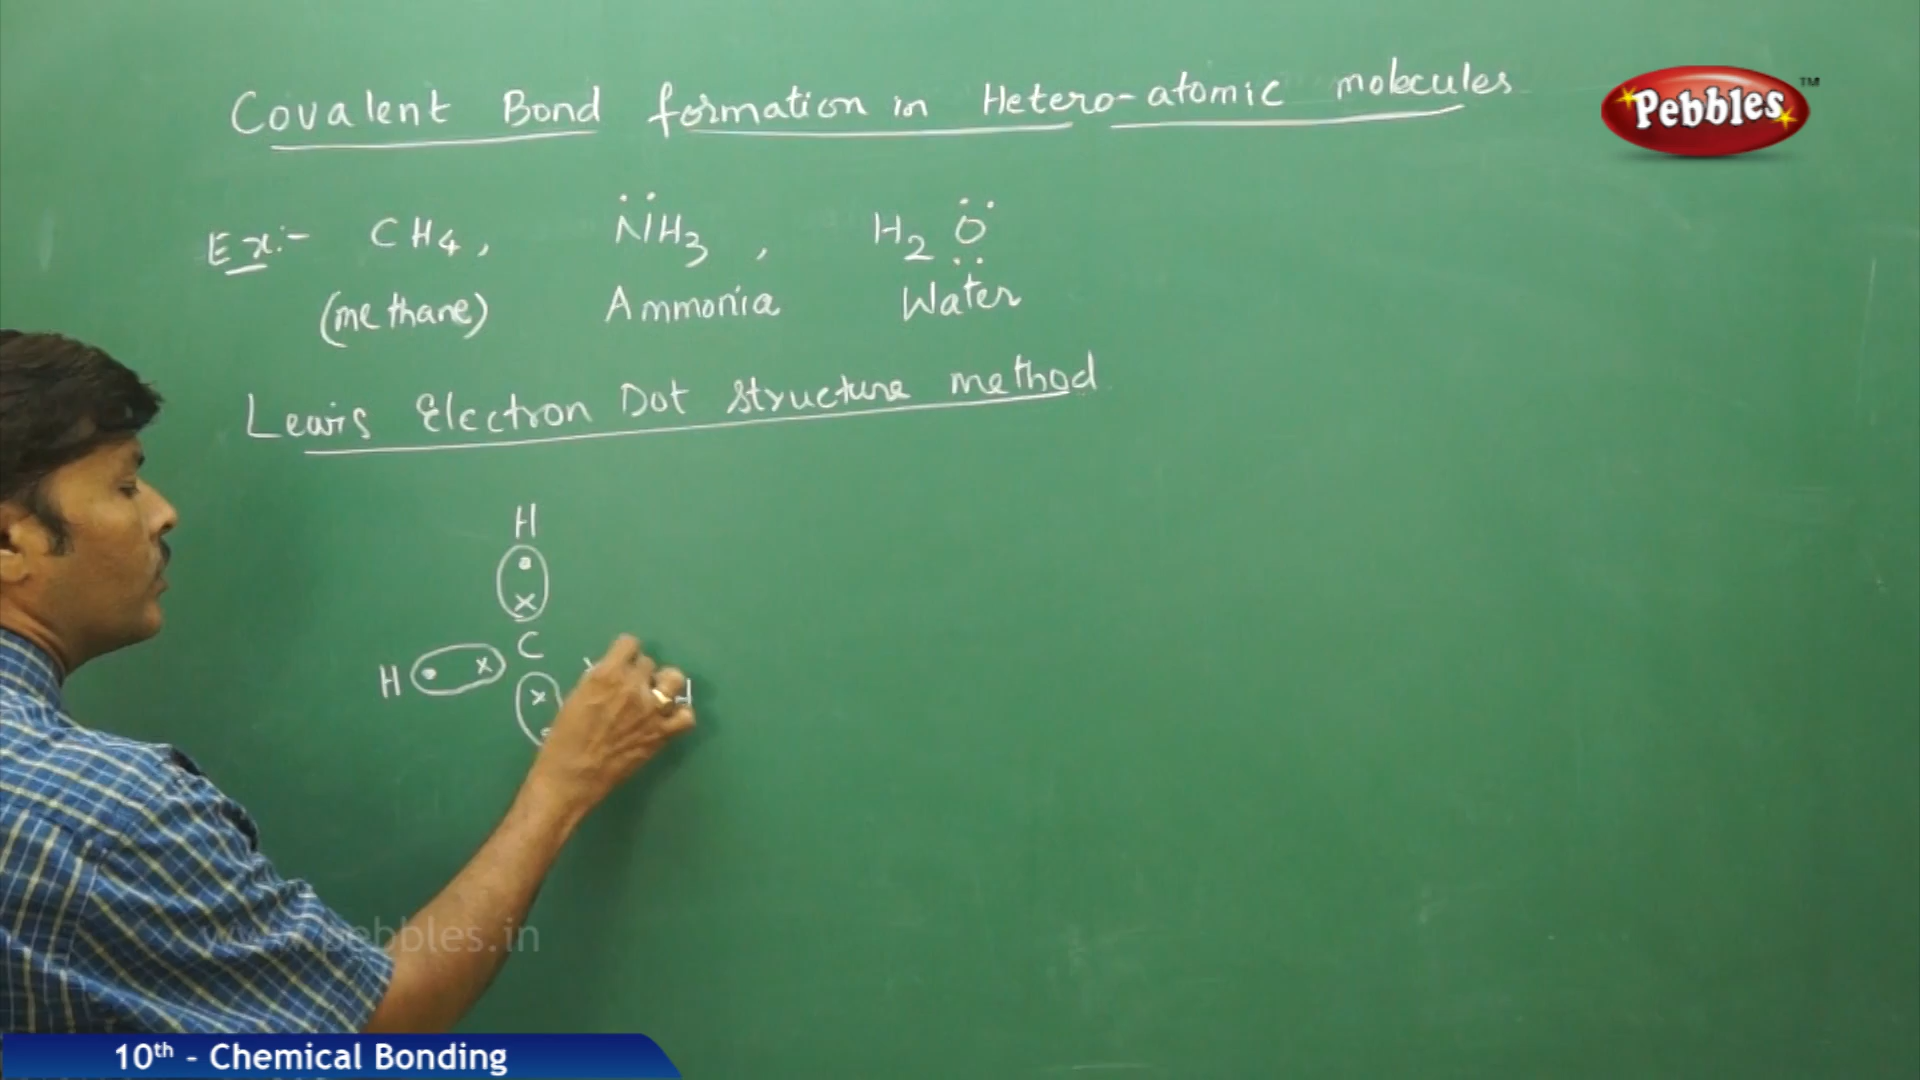 Covalent Bond formation in Hetero-atomic molecules
Pebbles™
Ex:- CH4, NH3, H2O
(methane) Ammonia Water
Lewis Electron Dot structure method
H
x
C
H x x
x H
www.pebbles.in
10th - Chemical Bonding